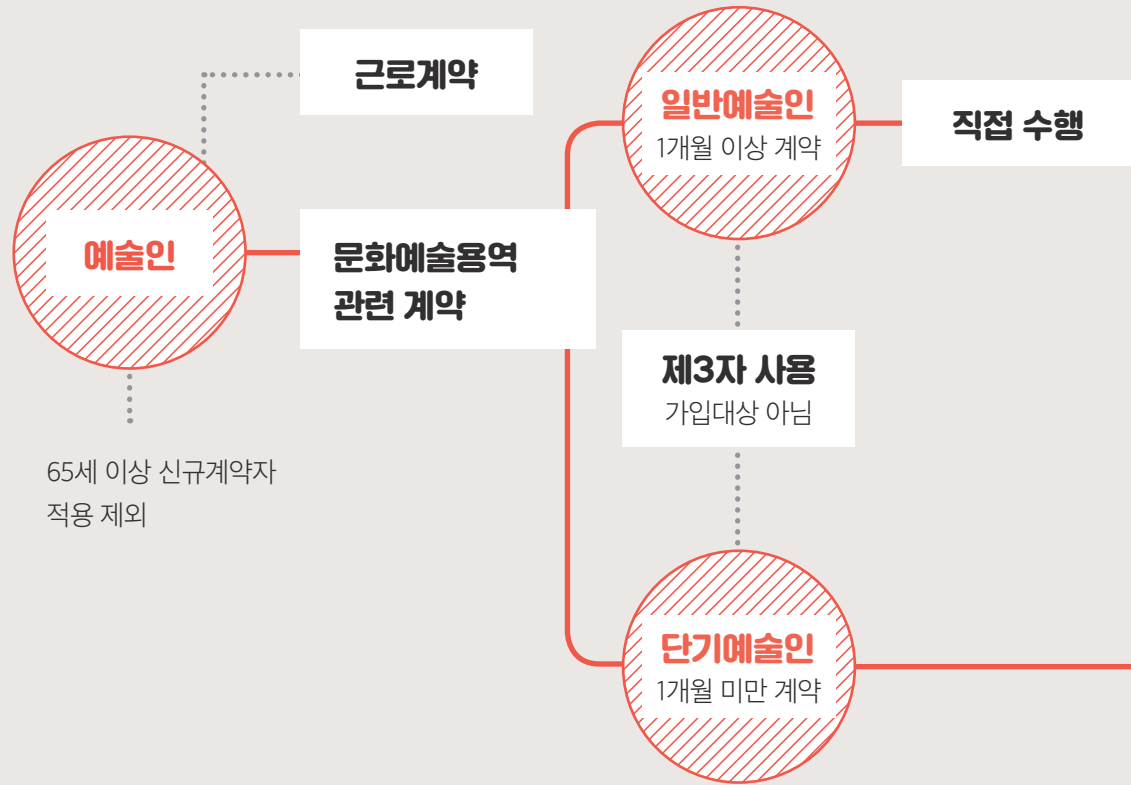 근로계약
예술인
문화예술용역
관련 계약
65세 이상 신규계약자
적용 제외
일반예술인
1개월 이상 계약
직접 수행
제3자 사용
가입대상 아님
단기예술인
1개월 미만 계약